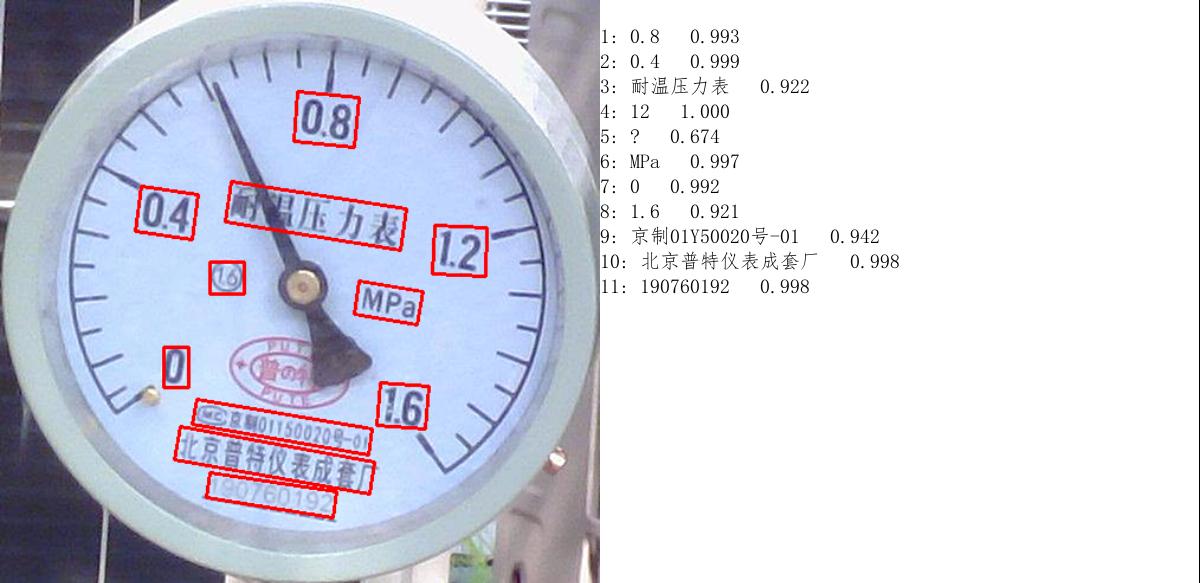 0.8
0.4
耐温压力表
1.2
1.6
MPa
0
PUTE
1.6
MC 京制01150020号-01
北京普特仪表成套厂
190760192
1: 0.8 0.993
2: 0.4 0.999
3: 耐温压力表 0.922
4: 12 1.000
5: ? 0.674
6: MPa 0.997
7: 0 0.992
8: 1.6 0.921
9: 京制01Y50020号-01 0.942
10: 北京普特仪表成套厂 0.998
11: 190760192 0.998